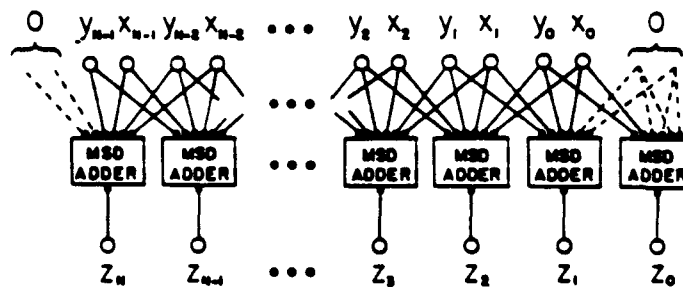 0 y_{N-1} x_{N-1} y_{N-2} x_{N-2} ••• y_2 x_2 y_1 x_1 y_0 x_0 0
•••
MSD ADDER MSD ADDER ••• MSD ADDER MSD ADDER MSD ADDER MSD ADDER
Z_N Z_{N-1} ••• Z_3 Z_2 Z_1 Z_0